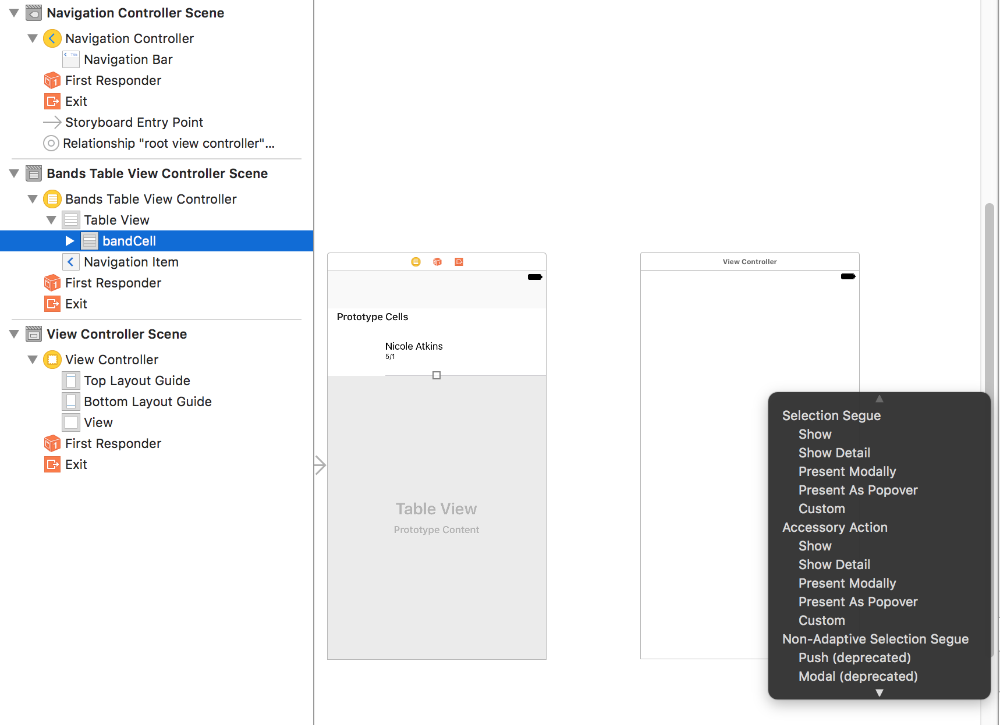 Navigation Controller Scene
Navigation Controller
Title
Navigation Bar
First Responder
Exit
Storyboard Entry Point
Relationship "root view controller"...
Bands Table View Controller Scene
Bands Table View Controller
Table View
bandCell
Navigation Item
First Responder
Exit
View Controller Scene
View Controller
Top Layout Guide
Bottom Layout Guide
View
First Responder
Exit
Prototype Cells
Nicole Atkins
5/1
Table View
Prototype Content
View Controller
Selection Segue
Show
Show Detail
Present Modally
Present As Popover
Custom
Accessory Action
Show
Show Detail
Present Modally
Present As Popover
Custom
Non-Adaptive Selection Segue
Push (deprecated)
Modal (deprecated)